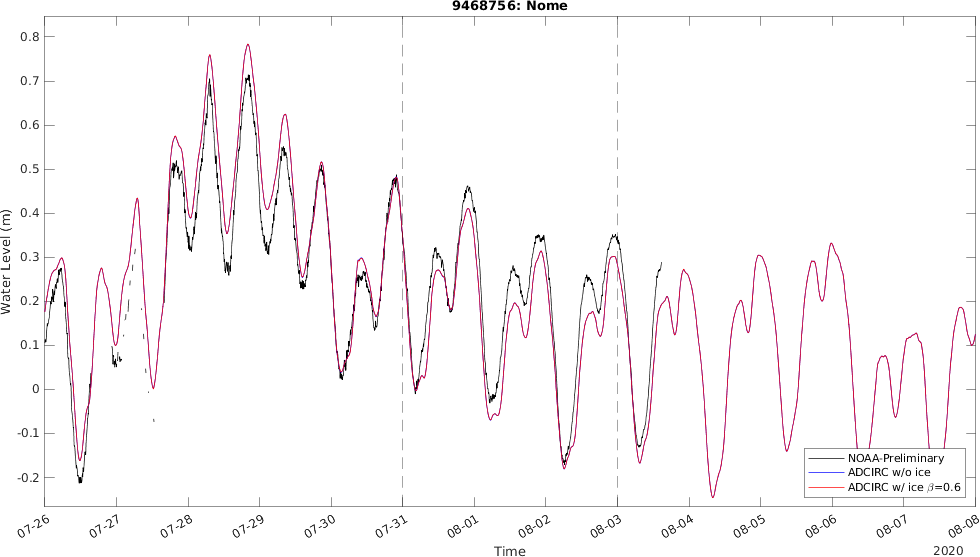 9468756: Nome
0.8
0.7
0.6
0.5
0.4
0.3
0.2
0.1
0
-0.1
-0.2
Water Level (m)
NOAA-Preliminary
ADCIRC w/o ice
ADCIRC w/ ice β=0.6
07-26 07-27 07-28 07-29 07-30 07-31 08-01 08-02 08-03 08-04 08-05 08-06 08-07 08-08
Time
2020